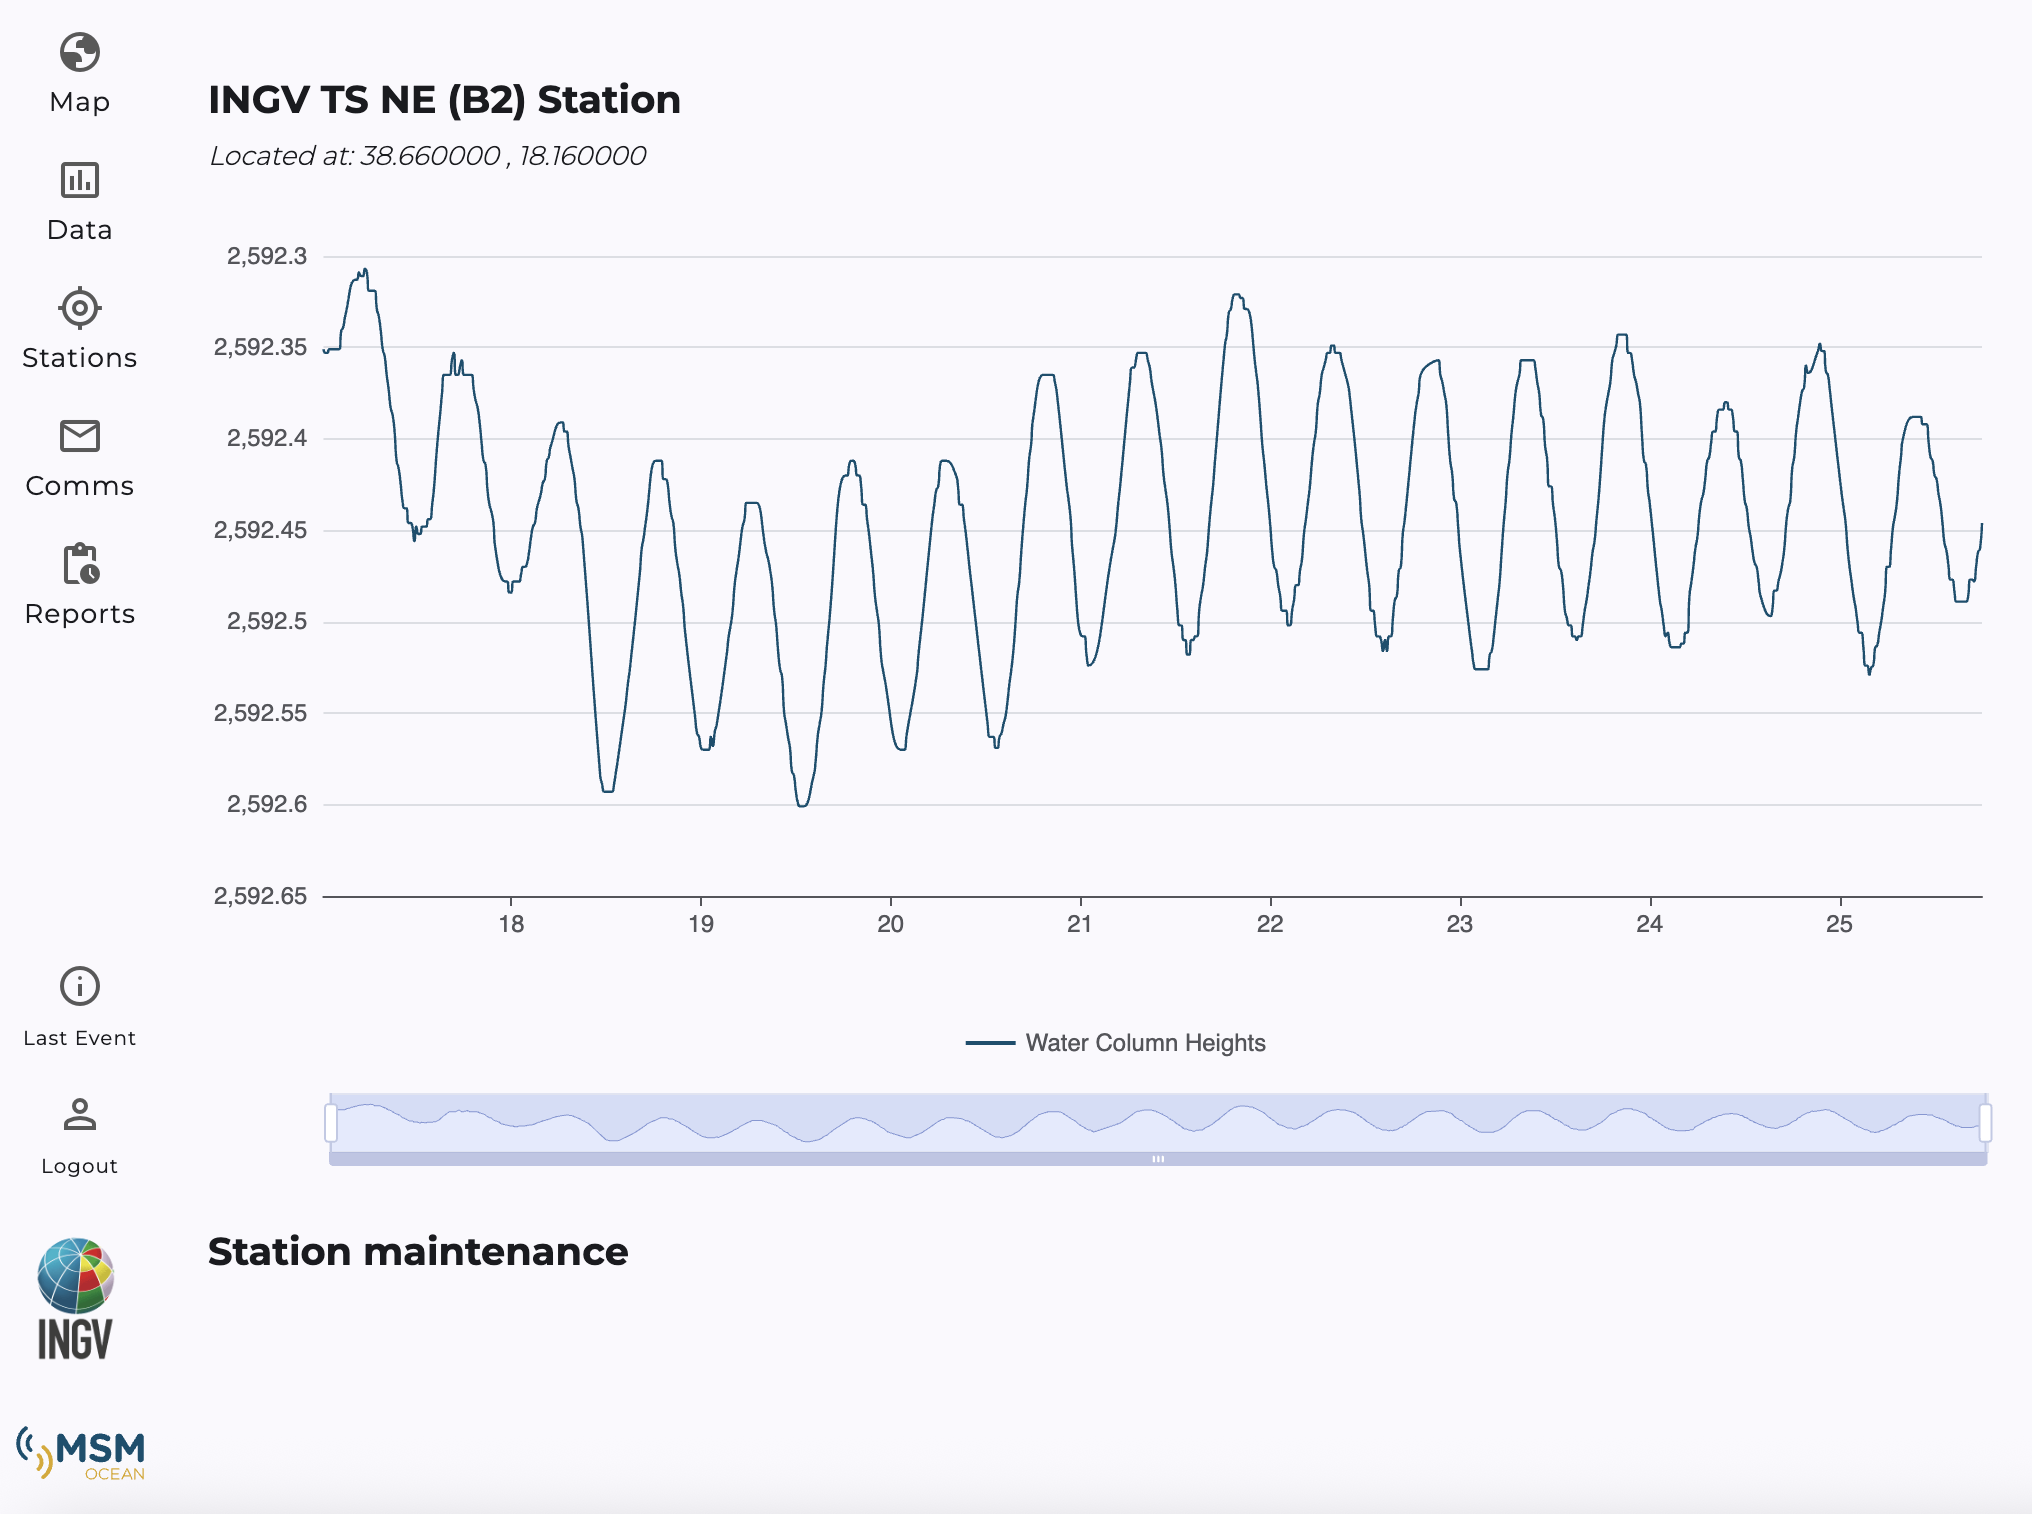 Map
Data
Stations
Comms
Reports
Last Event
Logout
INGV
MSM
OCEAN
INGV TS NE (B2) Station
Located at: 38.660000 , 18.160000
2,592.3
2,592.35
2,592.4
2,592.45
2,592.5
2,592.55
2,592.6
2,592.65
18 19 20 21 22 23 24 25
Water Column Heights
Station maintenance